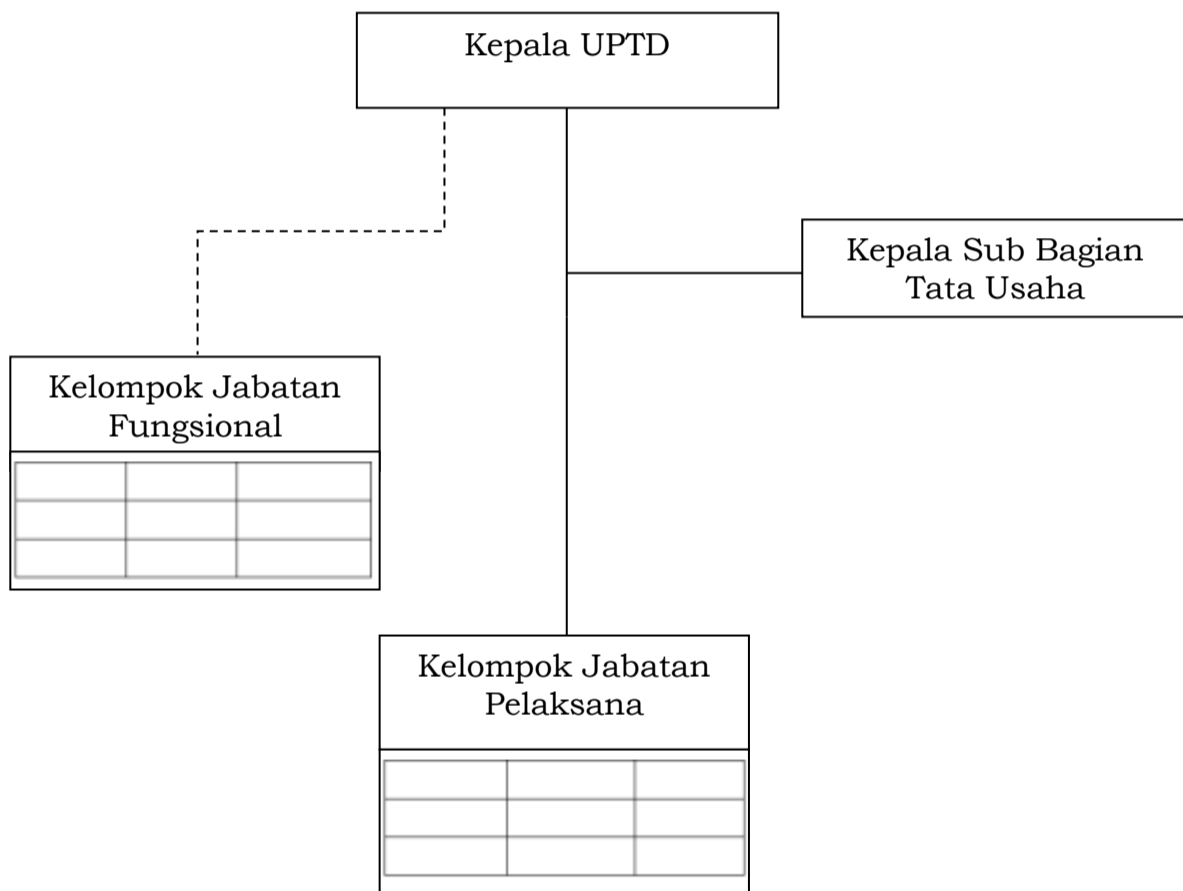 Kepala UPTD
Kepala Sub Bagian
Tata Usaha
Kelompok Jabatan
Fungsional
Kelompok Jabatan
Pelaksana